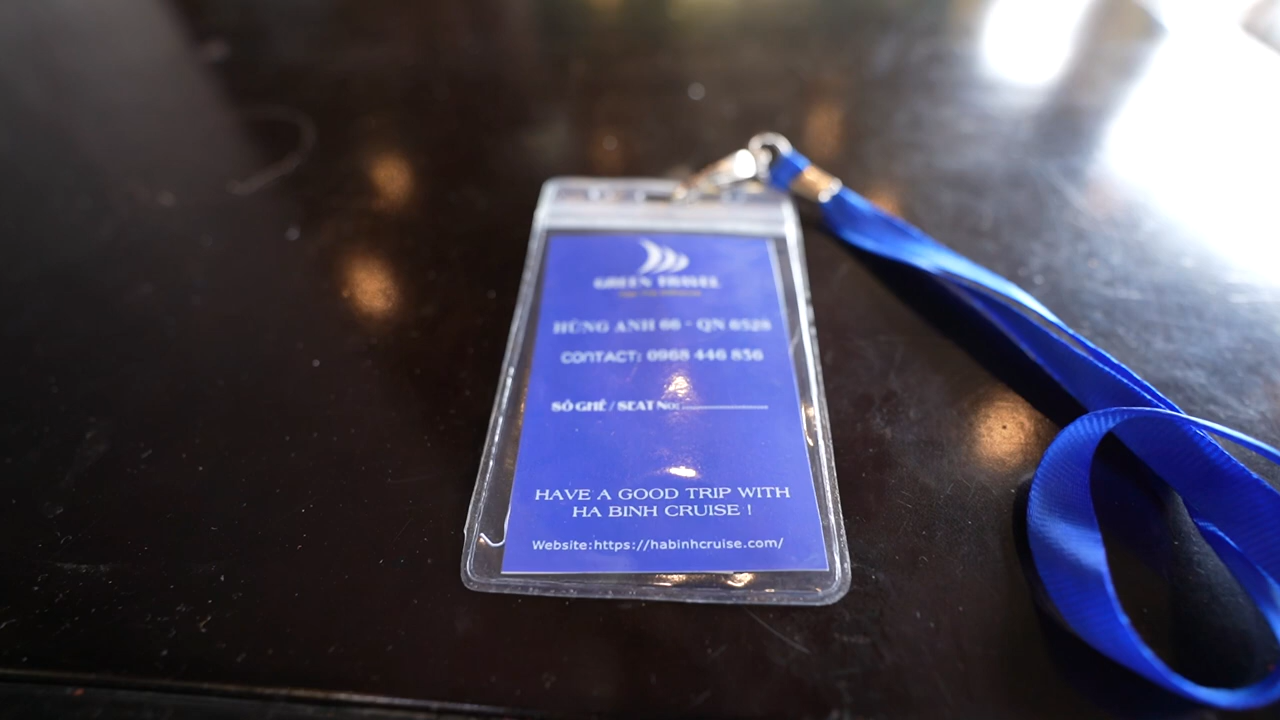 GREEN TRAVEL
HÙNG ANH 66 - QN 6528
CONTACT: 0968 446 836
SỐ GHẾ / SEAT No:
HAVE A GOOD TRIP WITH
HA BINH CRUISE !
Website:https://habinhcruise.com/